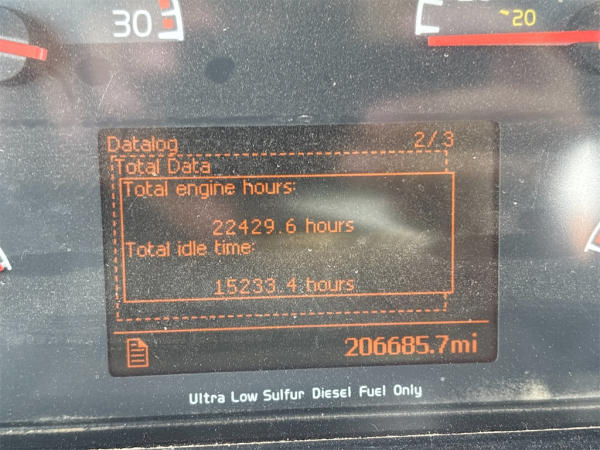 30
~20
Datalog 2/3
Total Data
Total engine hours:
22429.6 hours
Total idle time:
15233.4 hours
206685.7mi
Ultra Low Sulfur Diesel Fuel Only